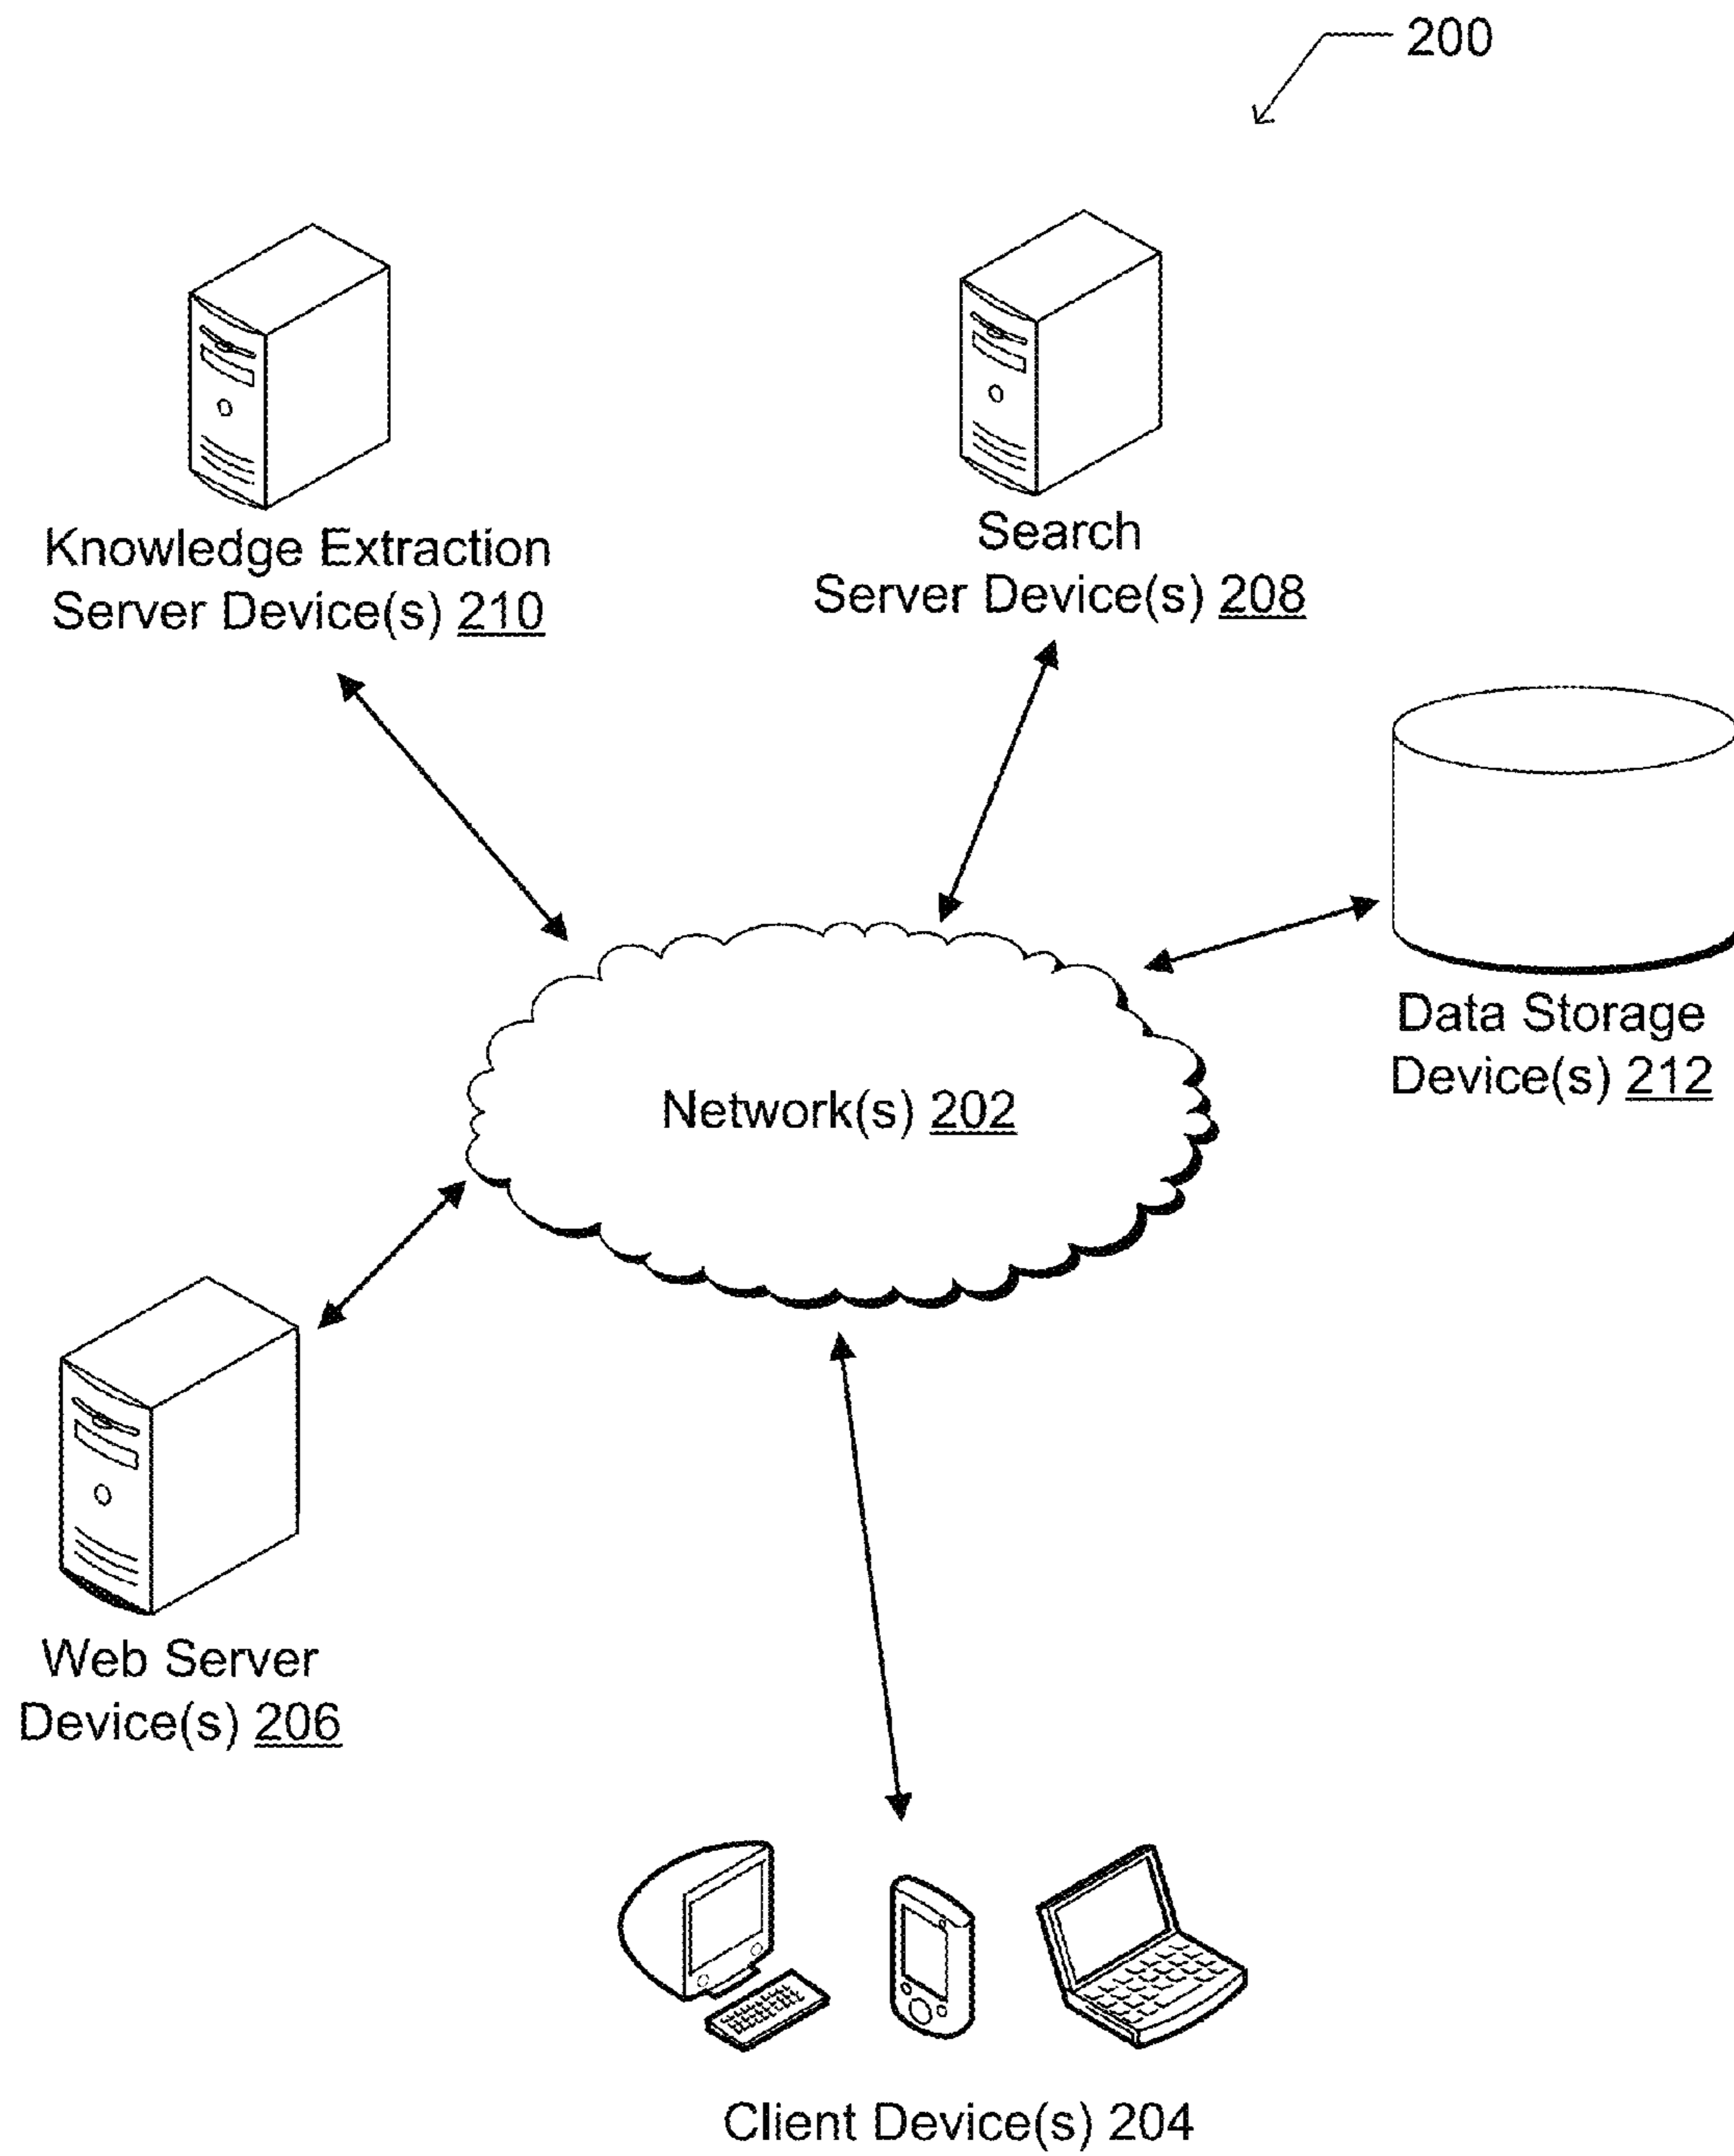 200
Knowledge Extraction
Server Device(s) 210
Search
Server Device(s) 208
Data Storage
Device(s) 212
Network(s) 202
Web Server
Device(s) 206
Client Device(s) 204